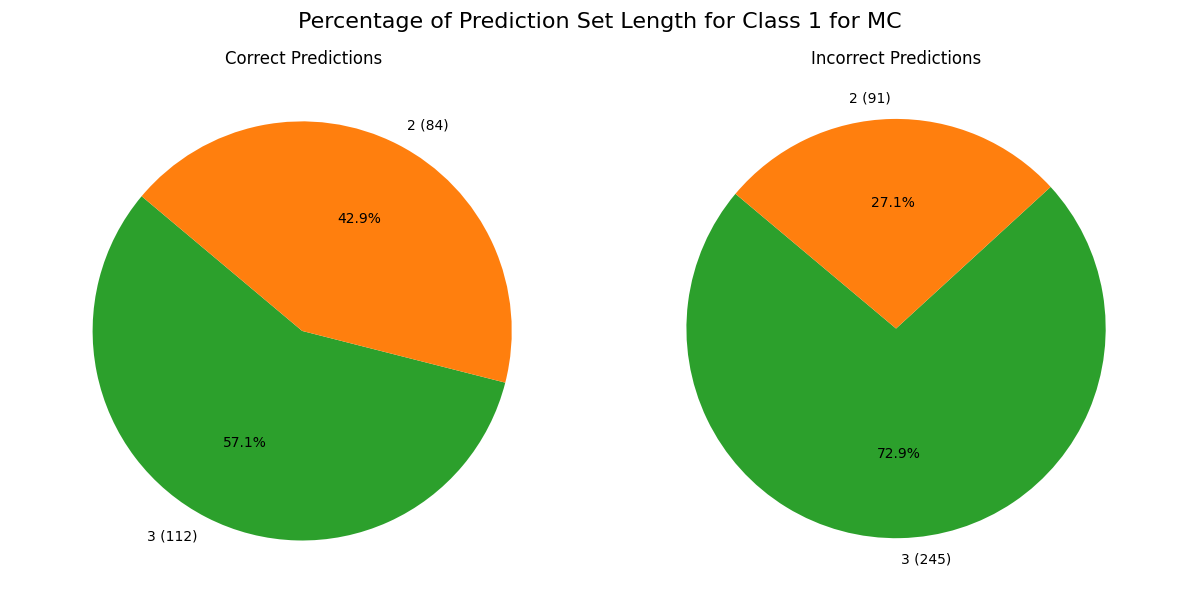 Percentage of Prediction Set Length for Class 1 for MC
Correct Predictions
2 (84)
42.9%
57.1%
3 (112)
Incorrect Predictions
2 (91)
27.1%
72.9%
3 (245)